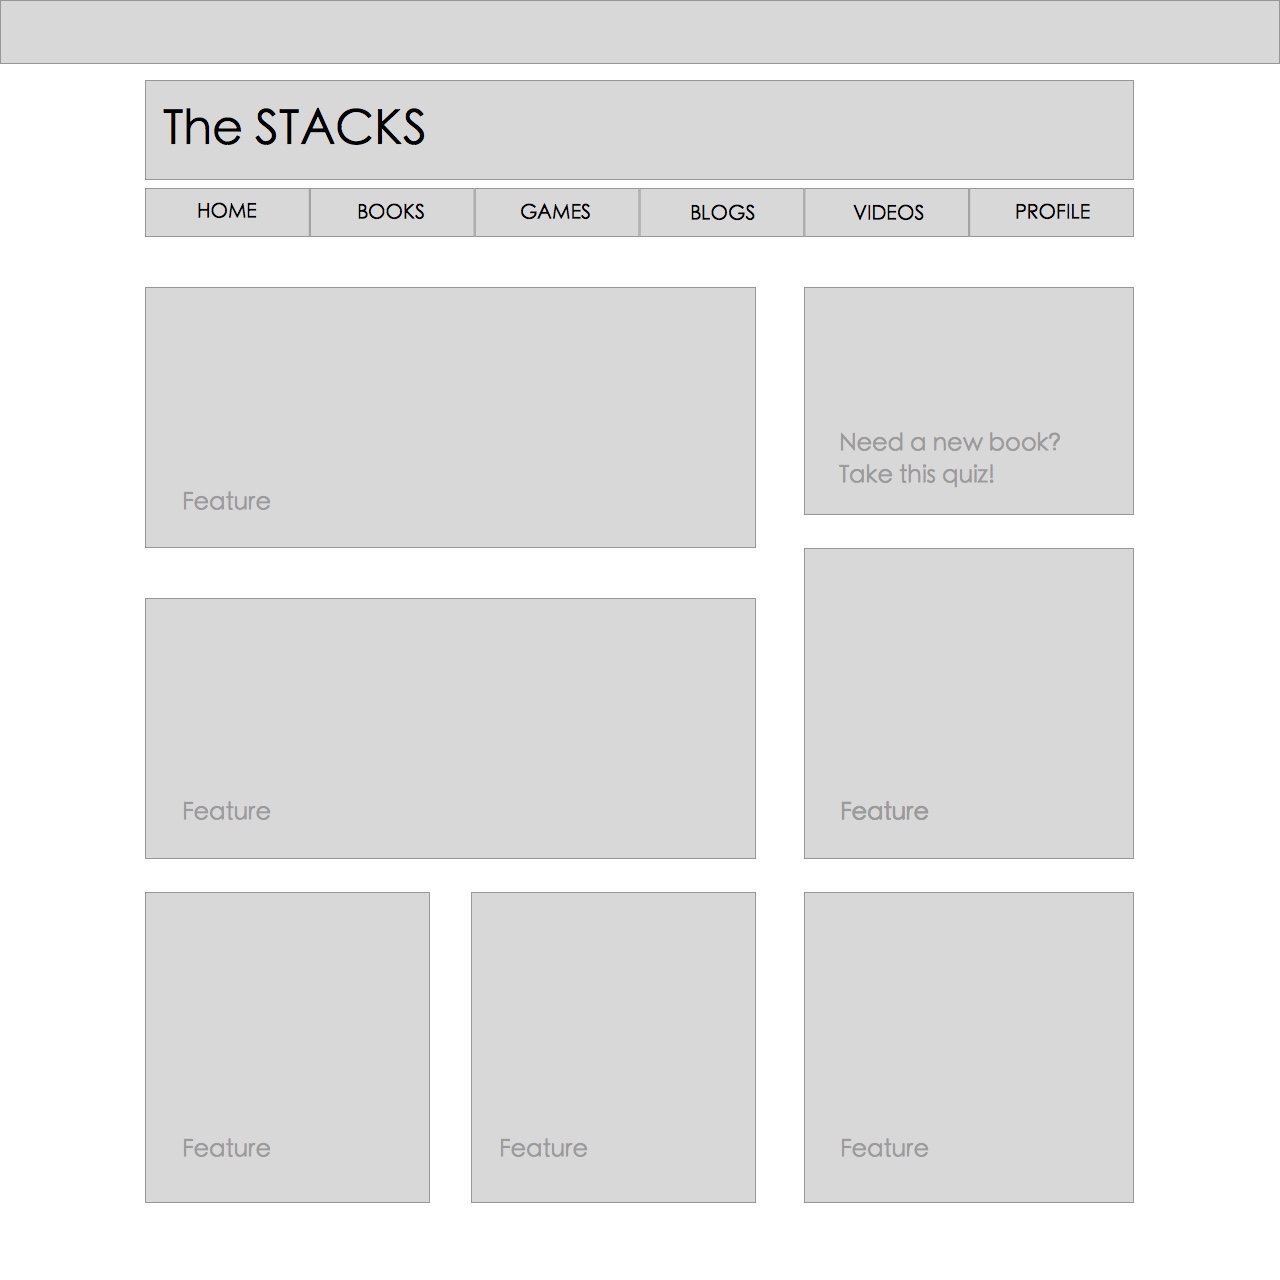 The STACKS
HOME
BOOKS
GAMES
BLOGS
VIDEOS
PROFILE
Feature
Need a new book?
Take this quiz!
Feature
Feature
Feature
Feature
Feature